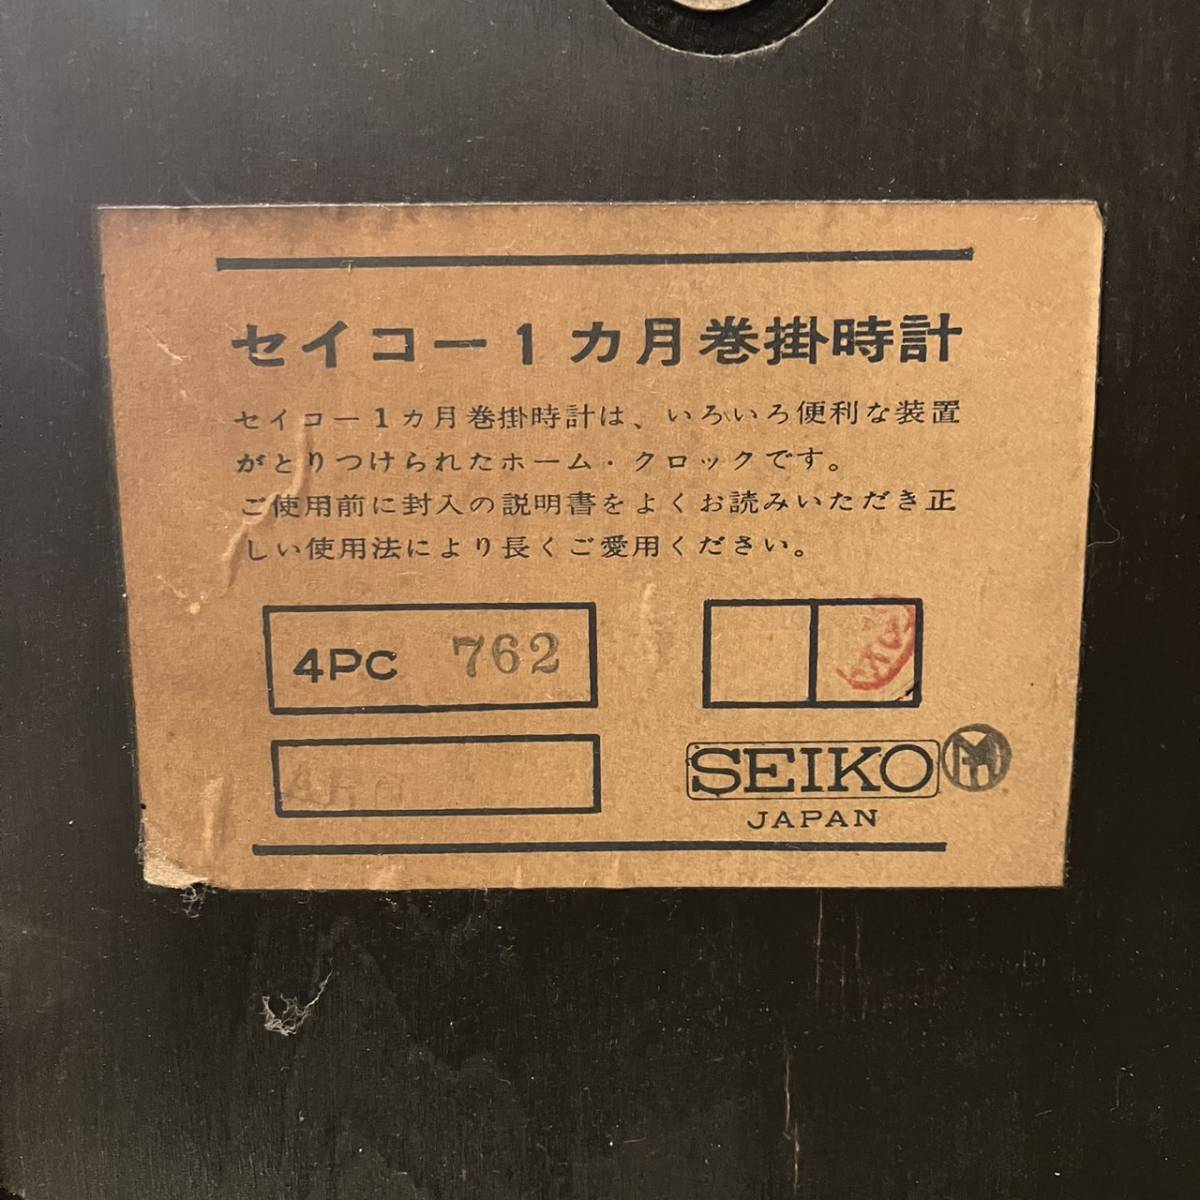 セイコー1カ月巻掛時計
セイコー1カ月巻掛時計は、いろいろ便利な装置
がとりつけられたホーム・クロックです。
ご使用前に封入の説明書をよくお読みいただき正
しい使用法により長くご愛用ください。
4PC 762
SEIKO
JAPAN